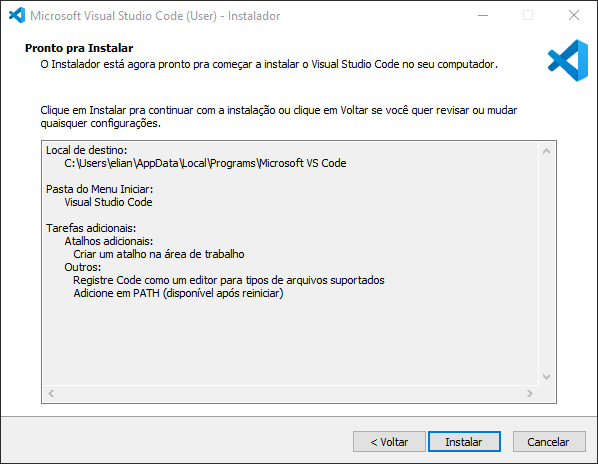 Microsoft Visual Studio Code (User) - Instalador
Pronto pra Instalar
O Instalador está agora pronto pra começar a instalar o Visual Studio Code no seu computador.
Clique em Instalar pra continuar com a instalação ou clique em Voltar se você quer revisar ou mudar
quaisquer configurações.
Local de destino:
C:\Users\elian\AppData\Local\Programs\Microsoft VS Code
Pasta do Menu Iniciar:
Visual Studio Code
Tarefas adicionais:
Atalhos adicionais:
Criar um atalho na área de trabalho
Outros:
Registre Code como um editor para tipos de arquivos suportados
Adicione em PATH (disponível após reiniciar)
< Voltar
Instalar
Cancelar